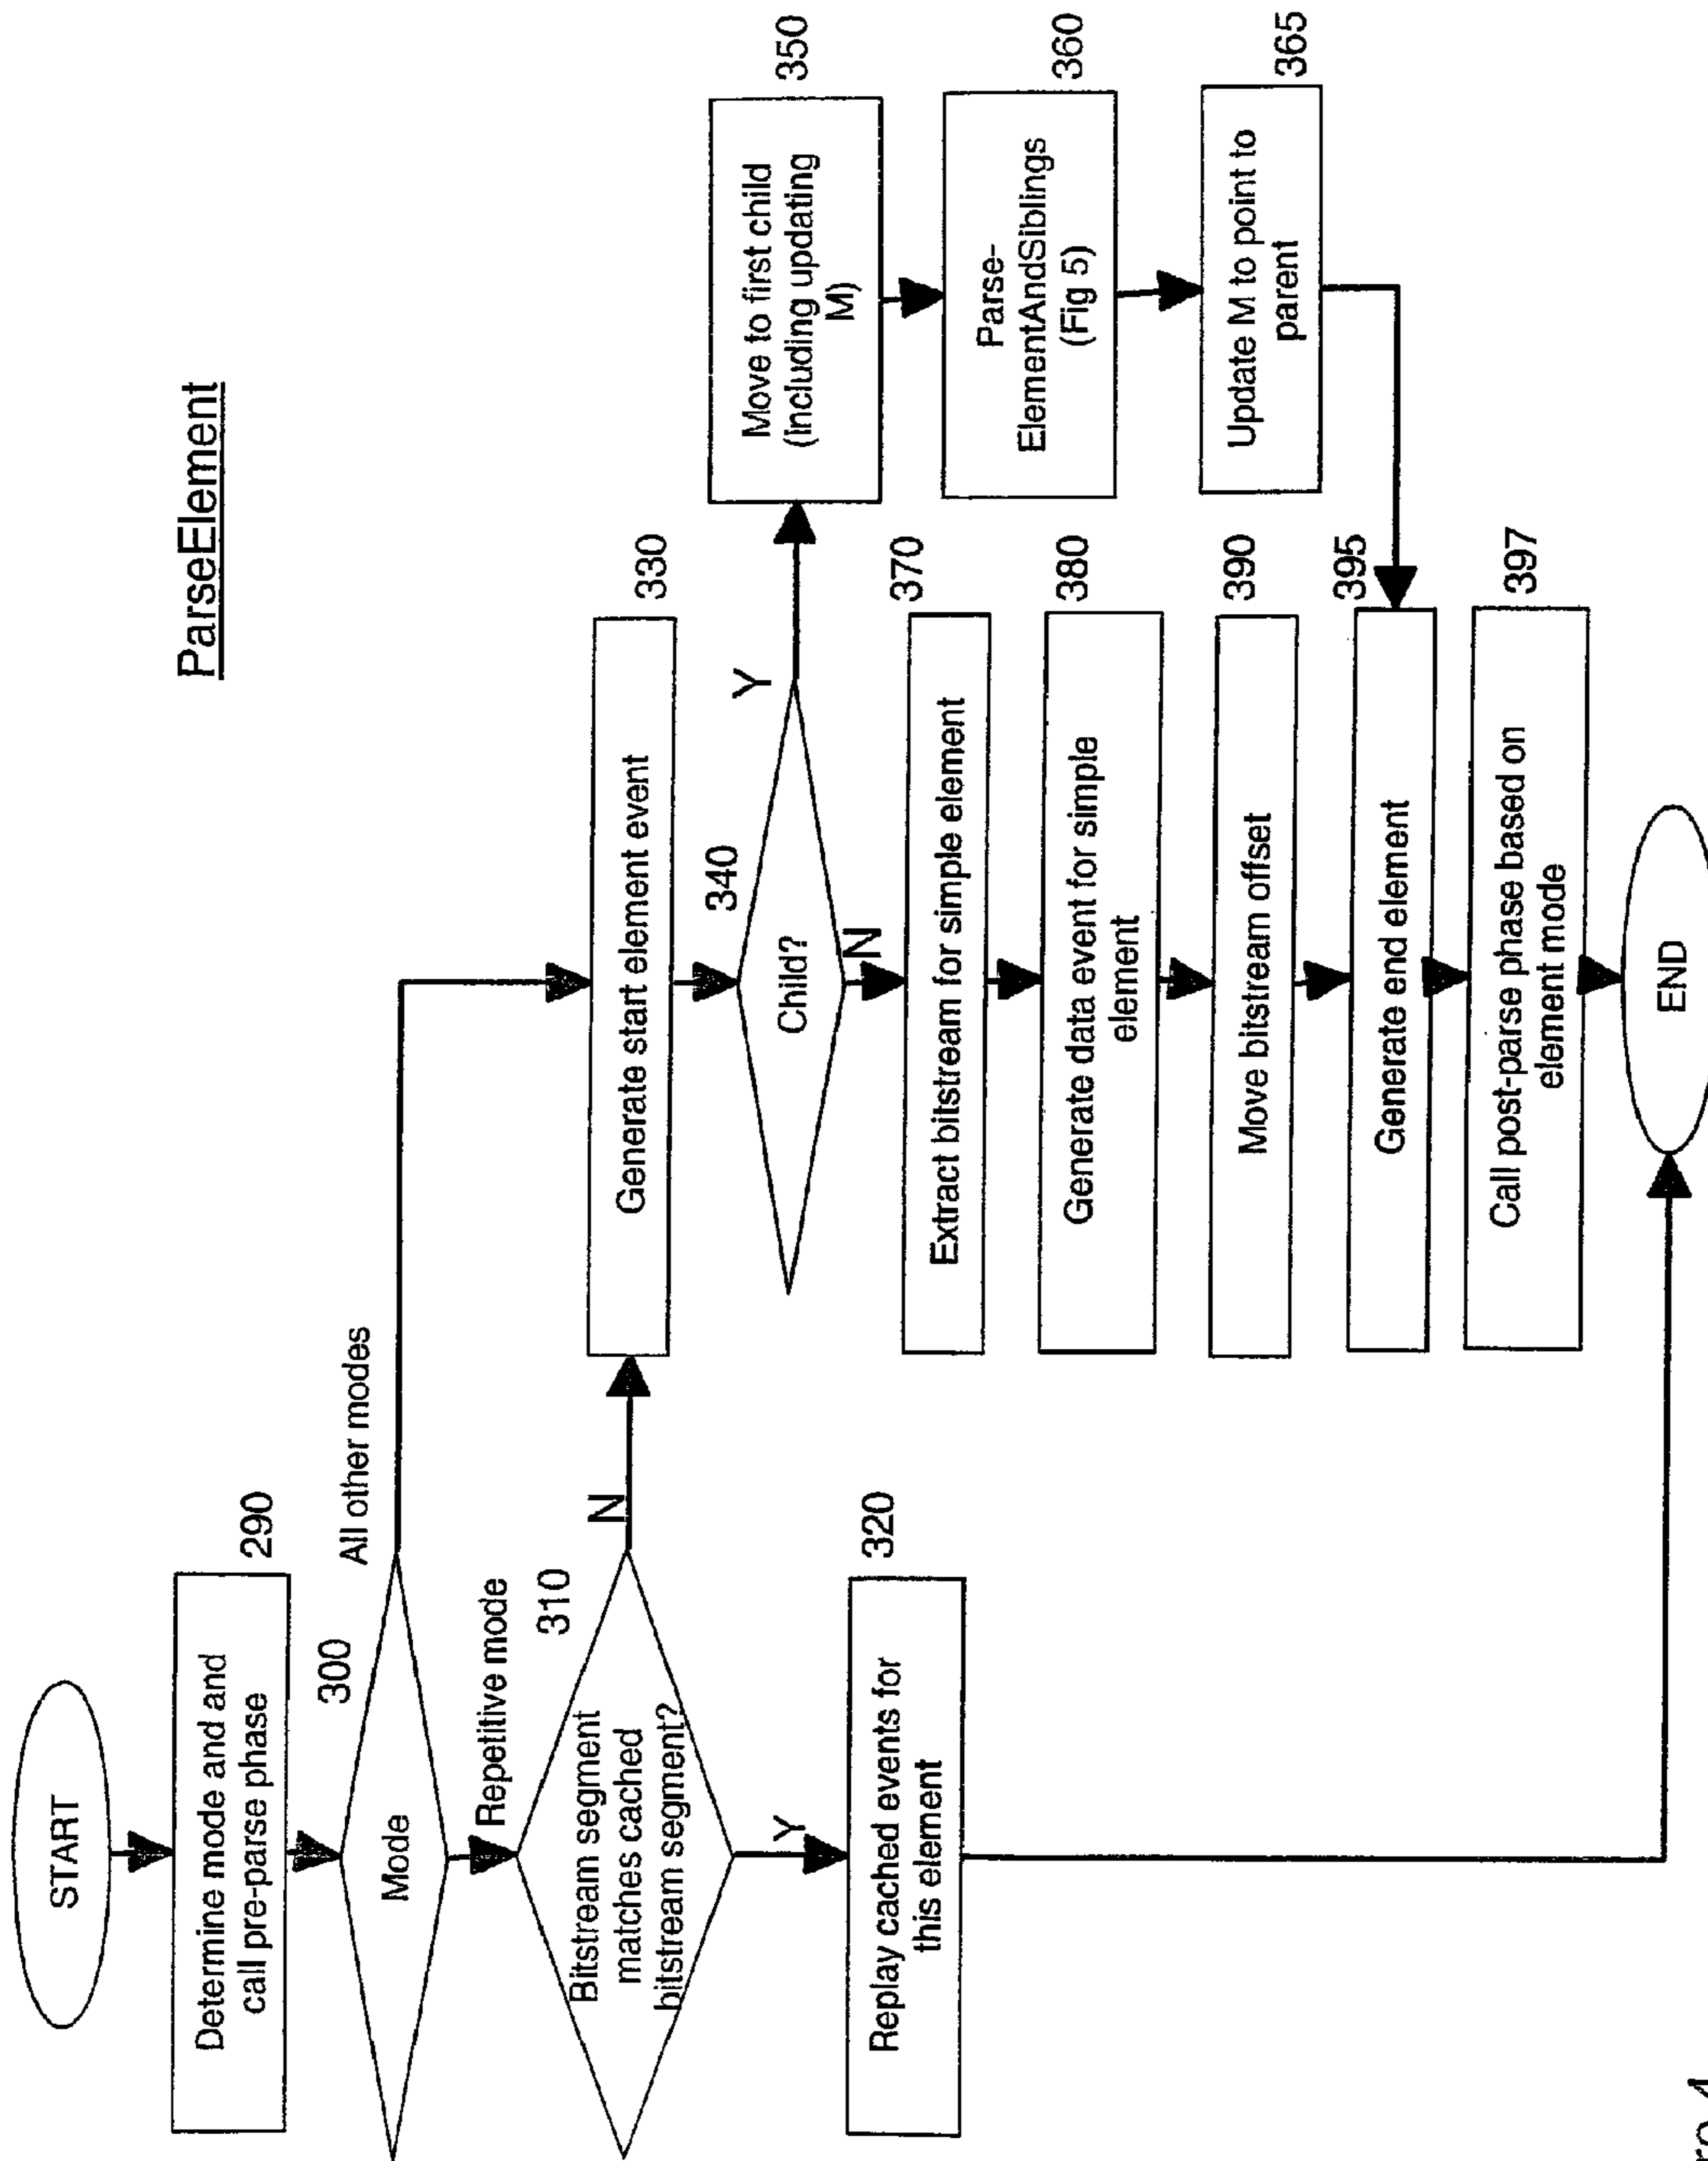 ParseElement
START
Determine mode and and
call pre-parse phase
290
300
Mode
All other modes
Repetitive mode
310
Bitstream segment
matches cached
bitstream segment?
N
Y
Replay cached events for
this element
320
Generate start element event
330
340
Child?
Y
N
Move to first child
(Including updating
M)
350
Parse-
ElementAndSiblings
(Fig 5)
360
Update M to point to
parent
365
Extract bitstream for simple element
370
Generate data event for simple
element
380
Move bitstream offset
390
Generate end element
395
Call post-parse phase based on
element mode
397
END
4